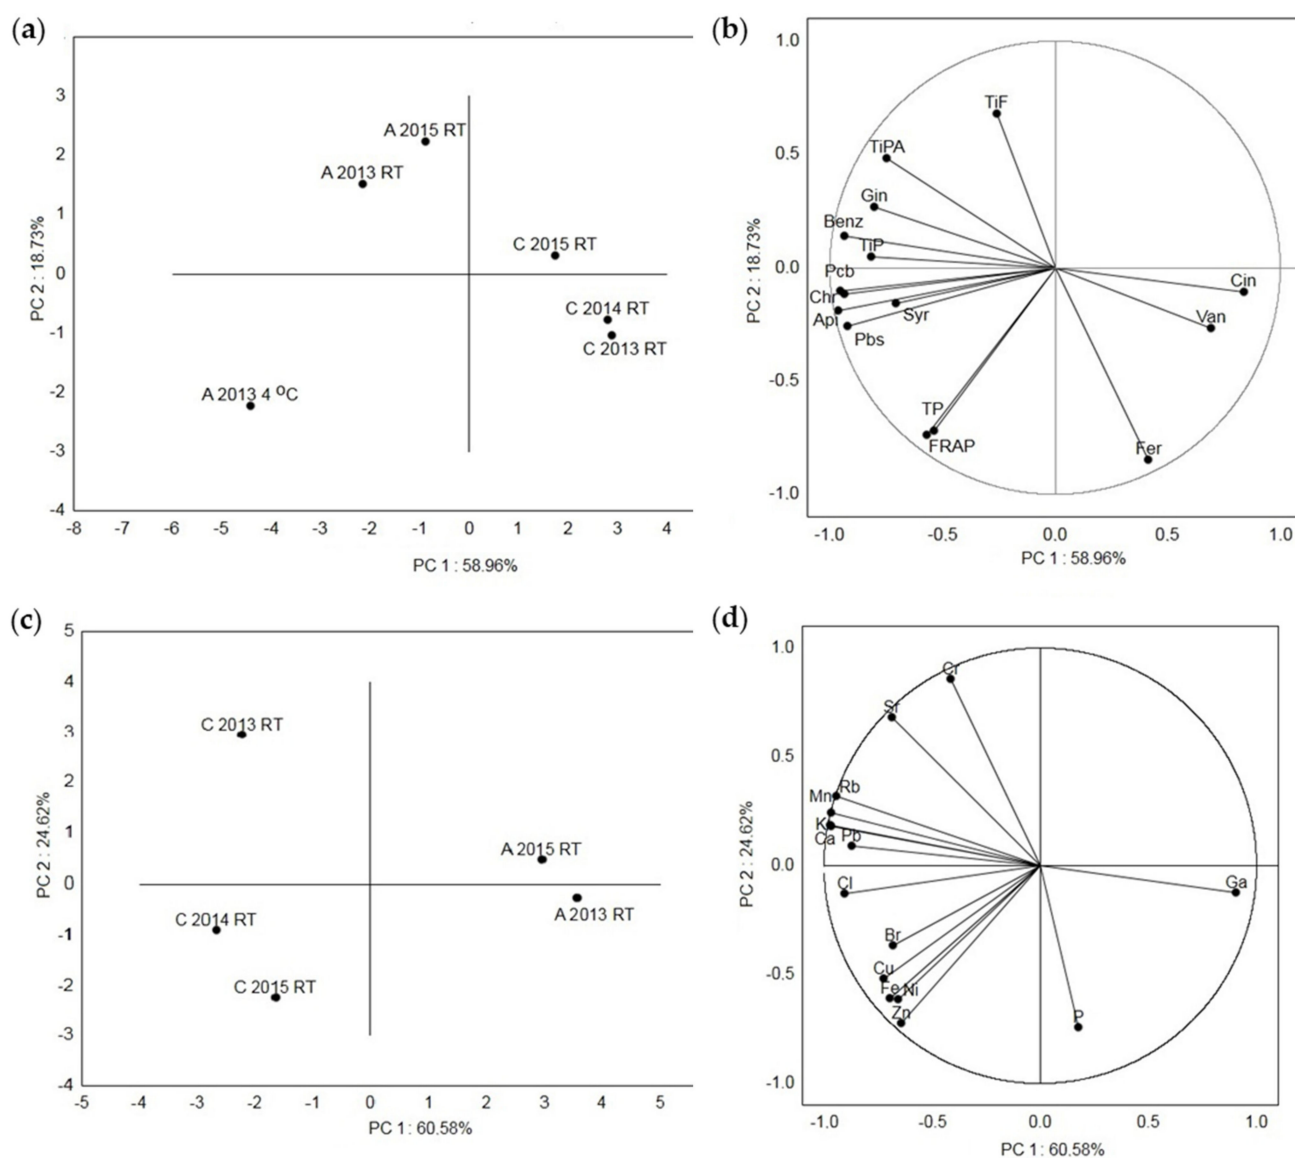 (a)
3
2
1
0
-1
-2
-3
-4
PC 2 : 18.73%
A 2015 RT
A 2013 RT
C 2015 RT
C 2014 RT
C 2013 RT
A 2013 4 °C
-8 -7 -6 -5 -4 -3 -2 -1 0 1 2 3 4
PC 1 : 58.96%
(b)
1.0
0.5
0.0
-0.5
-1.0
PC 2 : 18.73%
TiF
TiPA
Gin
Benz
TiP
Pcb
Chr
Api
Syr
Pbs
Cin
Van
TP
FRAP
Fer
-1.0 -0.5 0.0 0.5 1.0
PC 1 : 58.96%
(c)
5
4
3
2
1
0
-1
-2
-3
-4
PC 2 : 24.62%
C 2013 RT
A 2015 RT
A 2013 RT
C 2014 RT
C 2015 RT
-5 -4 -3 -2 -1 0 1 2 3 4 5
PC 1 : 60.58%
(d)
1.0
0.5
0.0
-0.5
-1.0
PC 2 : 24.62%
Cr
Sr
Rb
Mn
K
Ca
Pb
Cl
Ga
Br
Cu
Fe
Ni
Zn
P
-1.0 -0.5 0.0 0.5 1.0
PC 1 : 60.58%